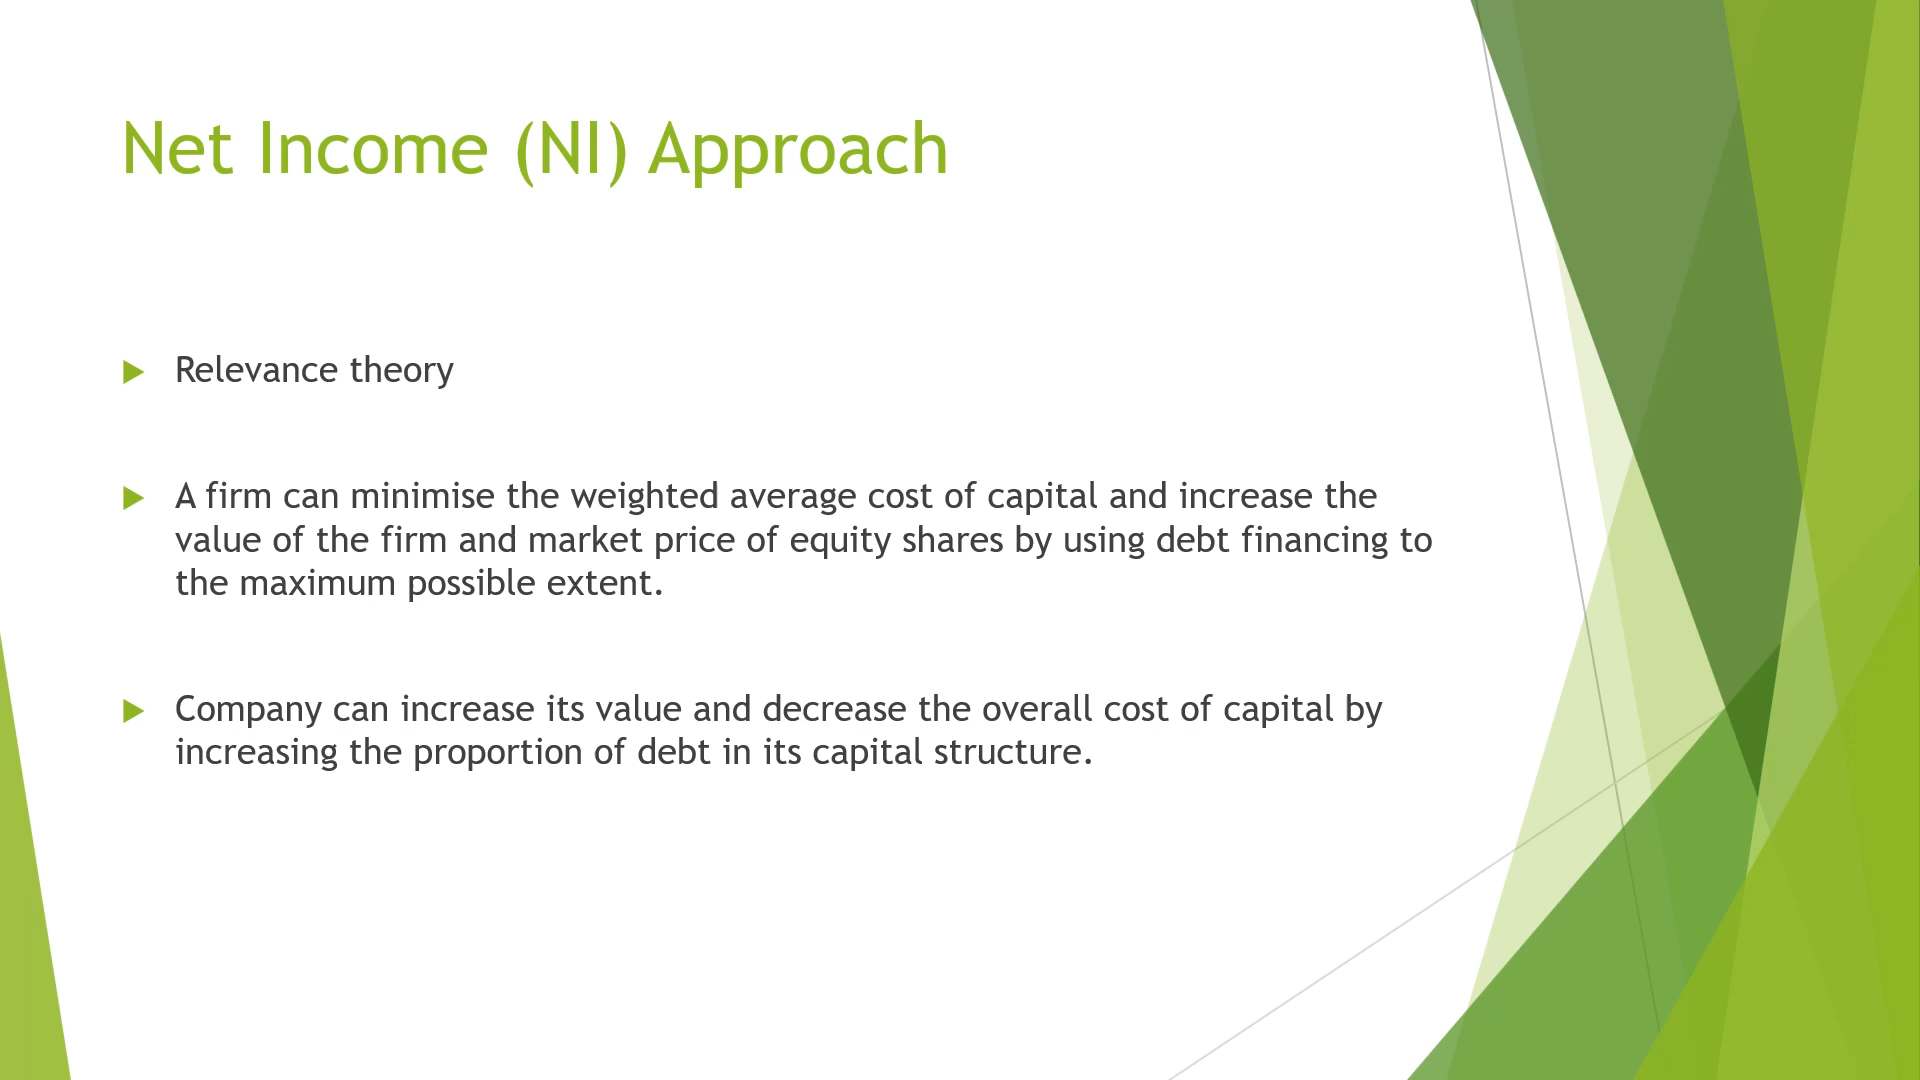 Net Income (NI) Approach
Relevance theory
A firm can minimise the weighted average cost of capital and increase the
value of the firm and market price of equity shares by using debt financing to
the maximum possible extent.
Company can increase its value and decrease the overall cost of capital by
increasing the proportion of debt in its capital structure.